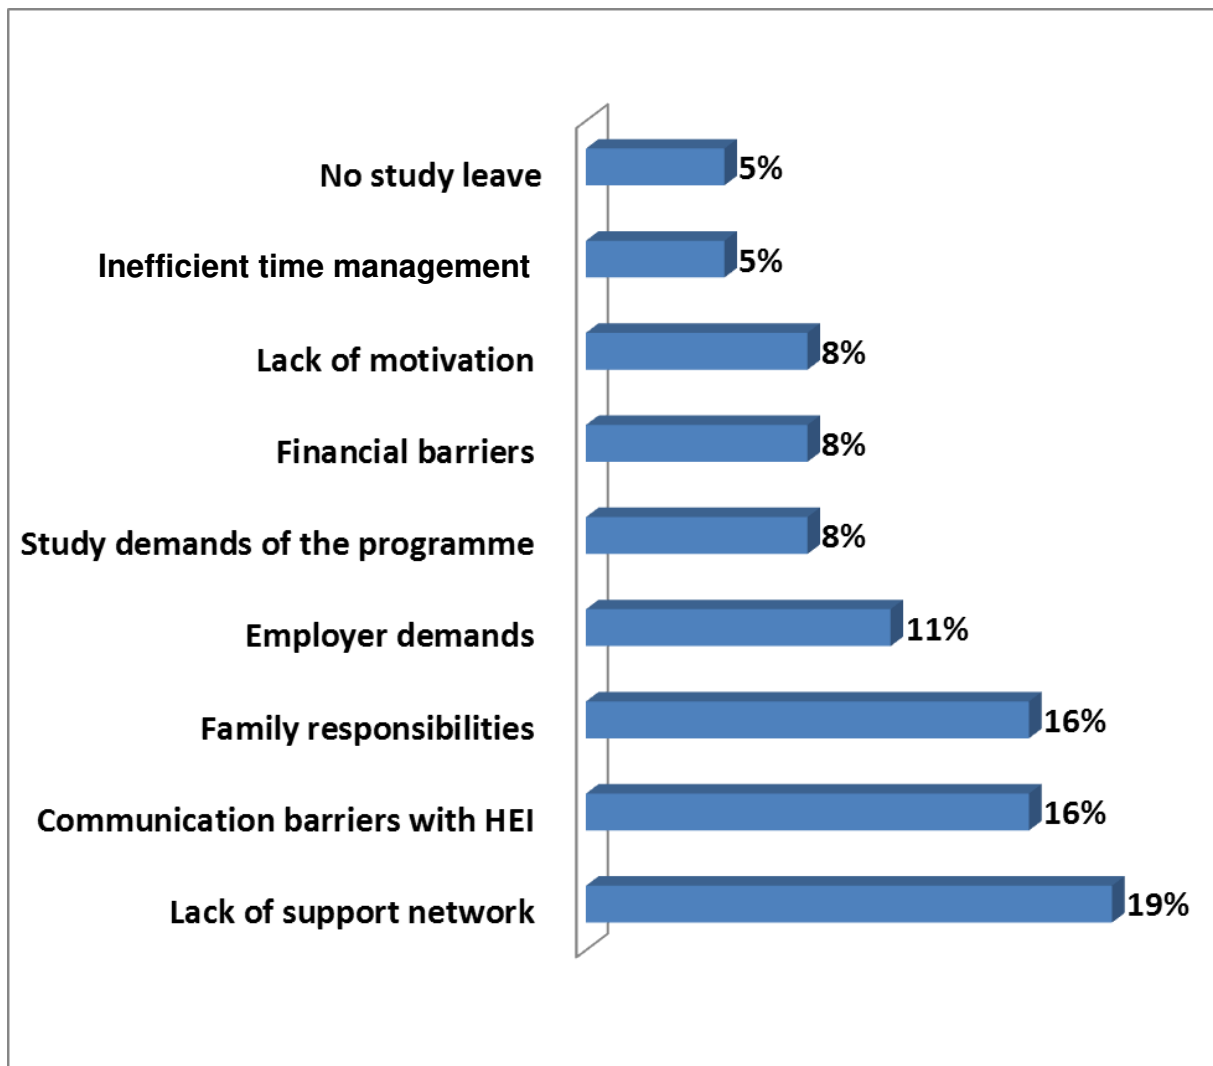 No study leave 5%
Inefficient time management 5%
Lack of motivation 8%
Financial barriers 8%
Study demands of the programme 8%
Employer demands 11%
Family responsibilities 16%
Communication barriers with HEI 16%
Lack of support network 19%